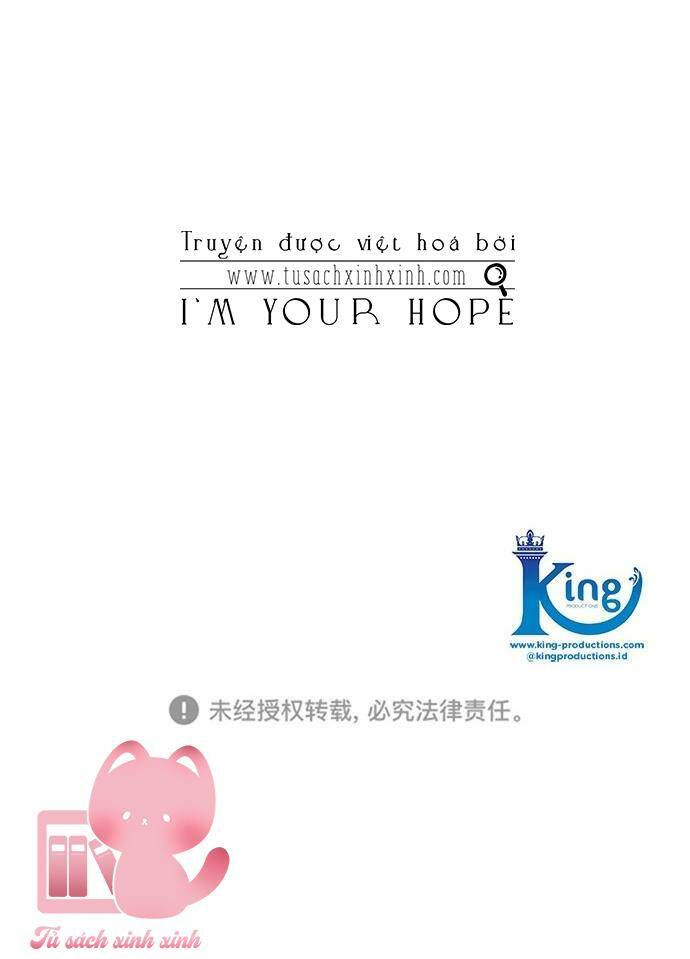 Truyện được việt hoá bởi
www.tusachxinhxinh.com
I'M YOUR HOPE
King
PRODUCTIONS
www.king-productions.com
@kingproductions.id
! 未经授权转载, 必究法律责任。
Tủ sách xinh xinh